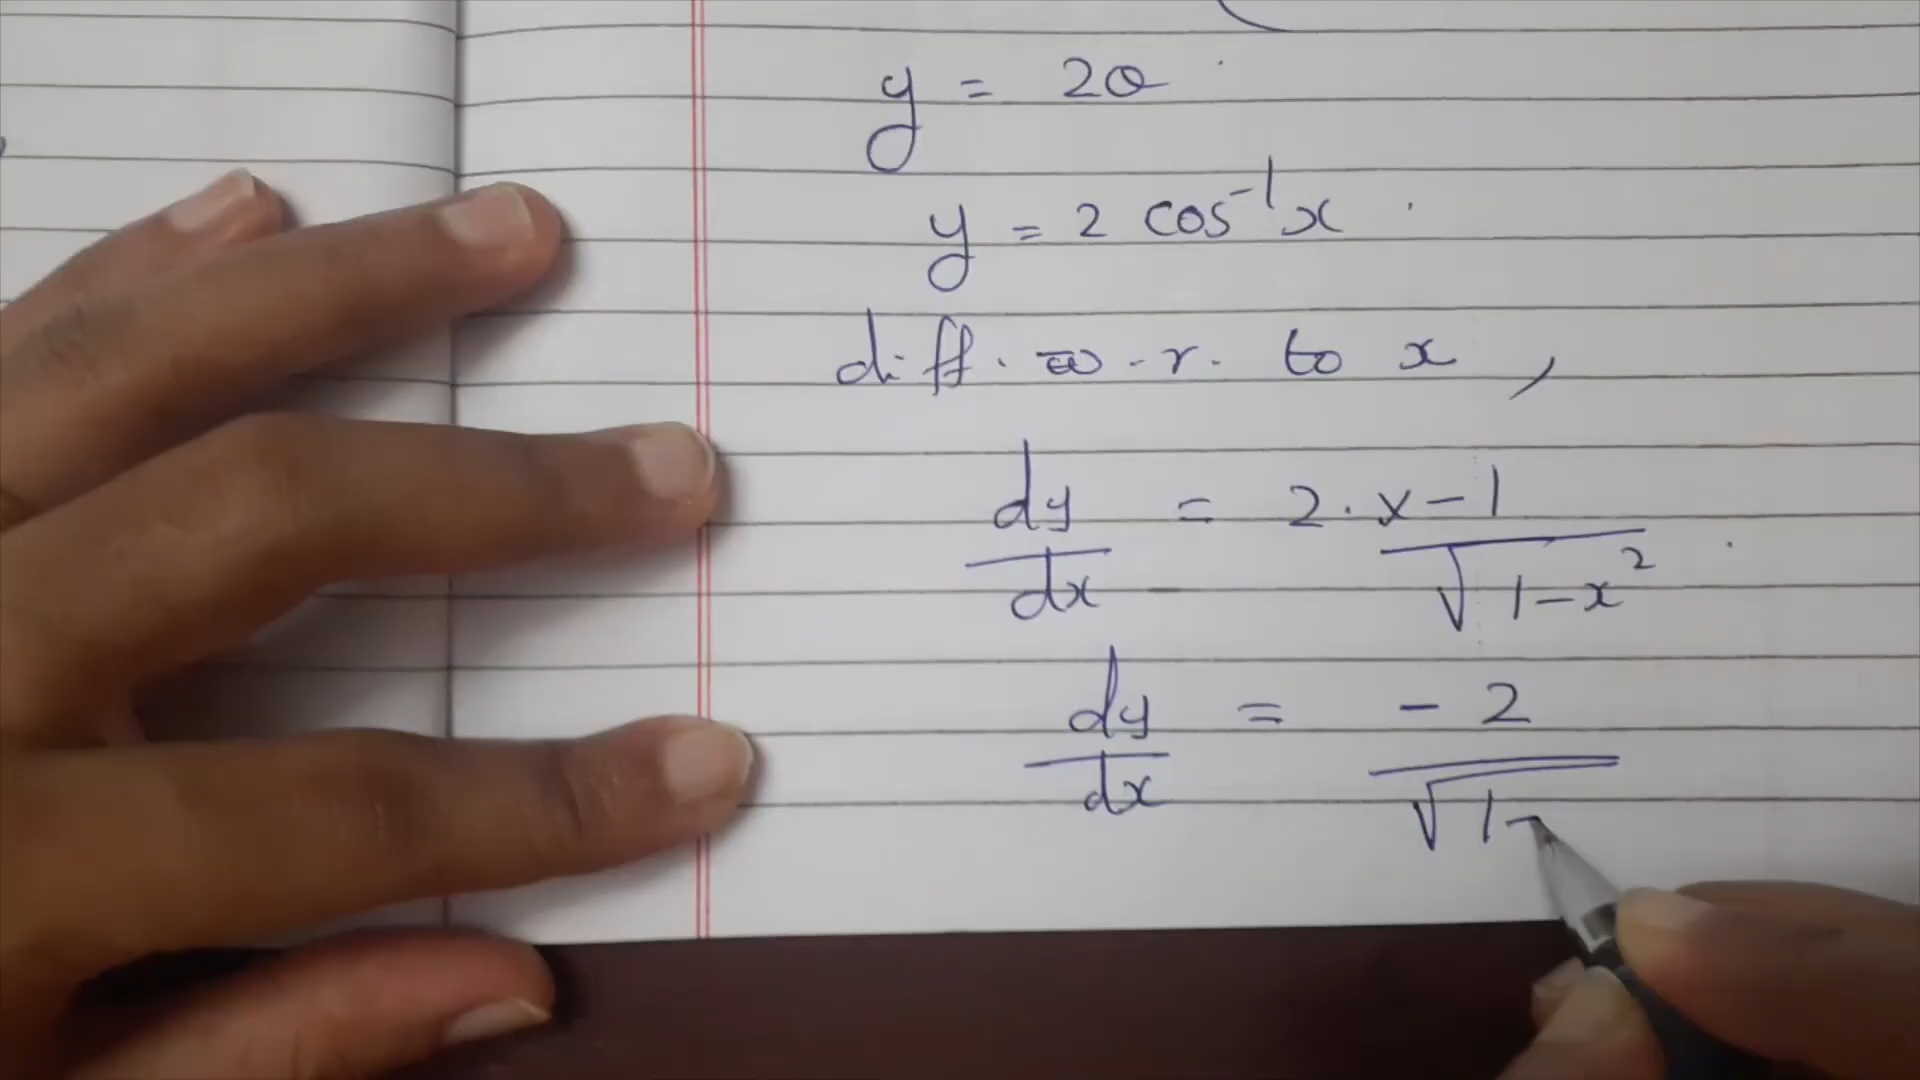 y = 2θ
y = 2 cos⁻¹x
diff. w.r. to x,
dy/dx = 2. x -1/√1-x²
dy/dx = -2/√1-